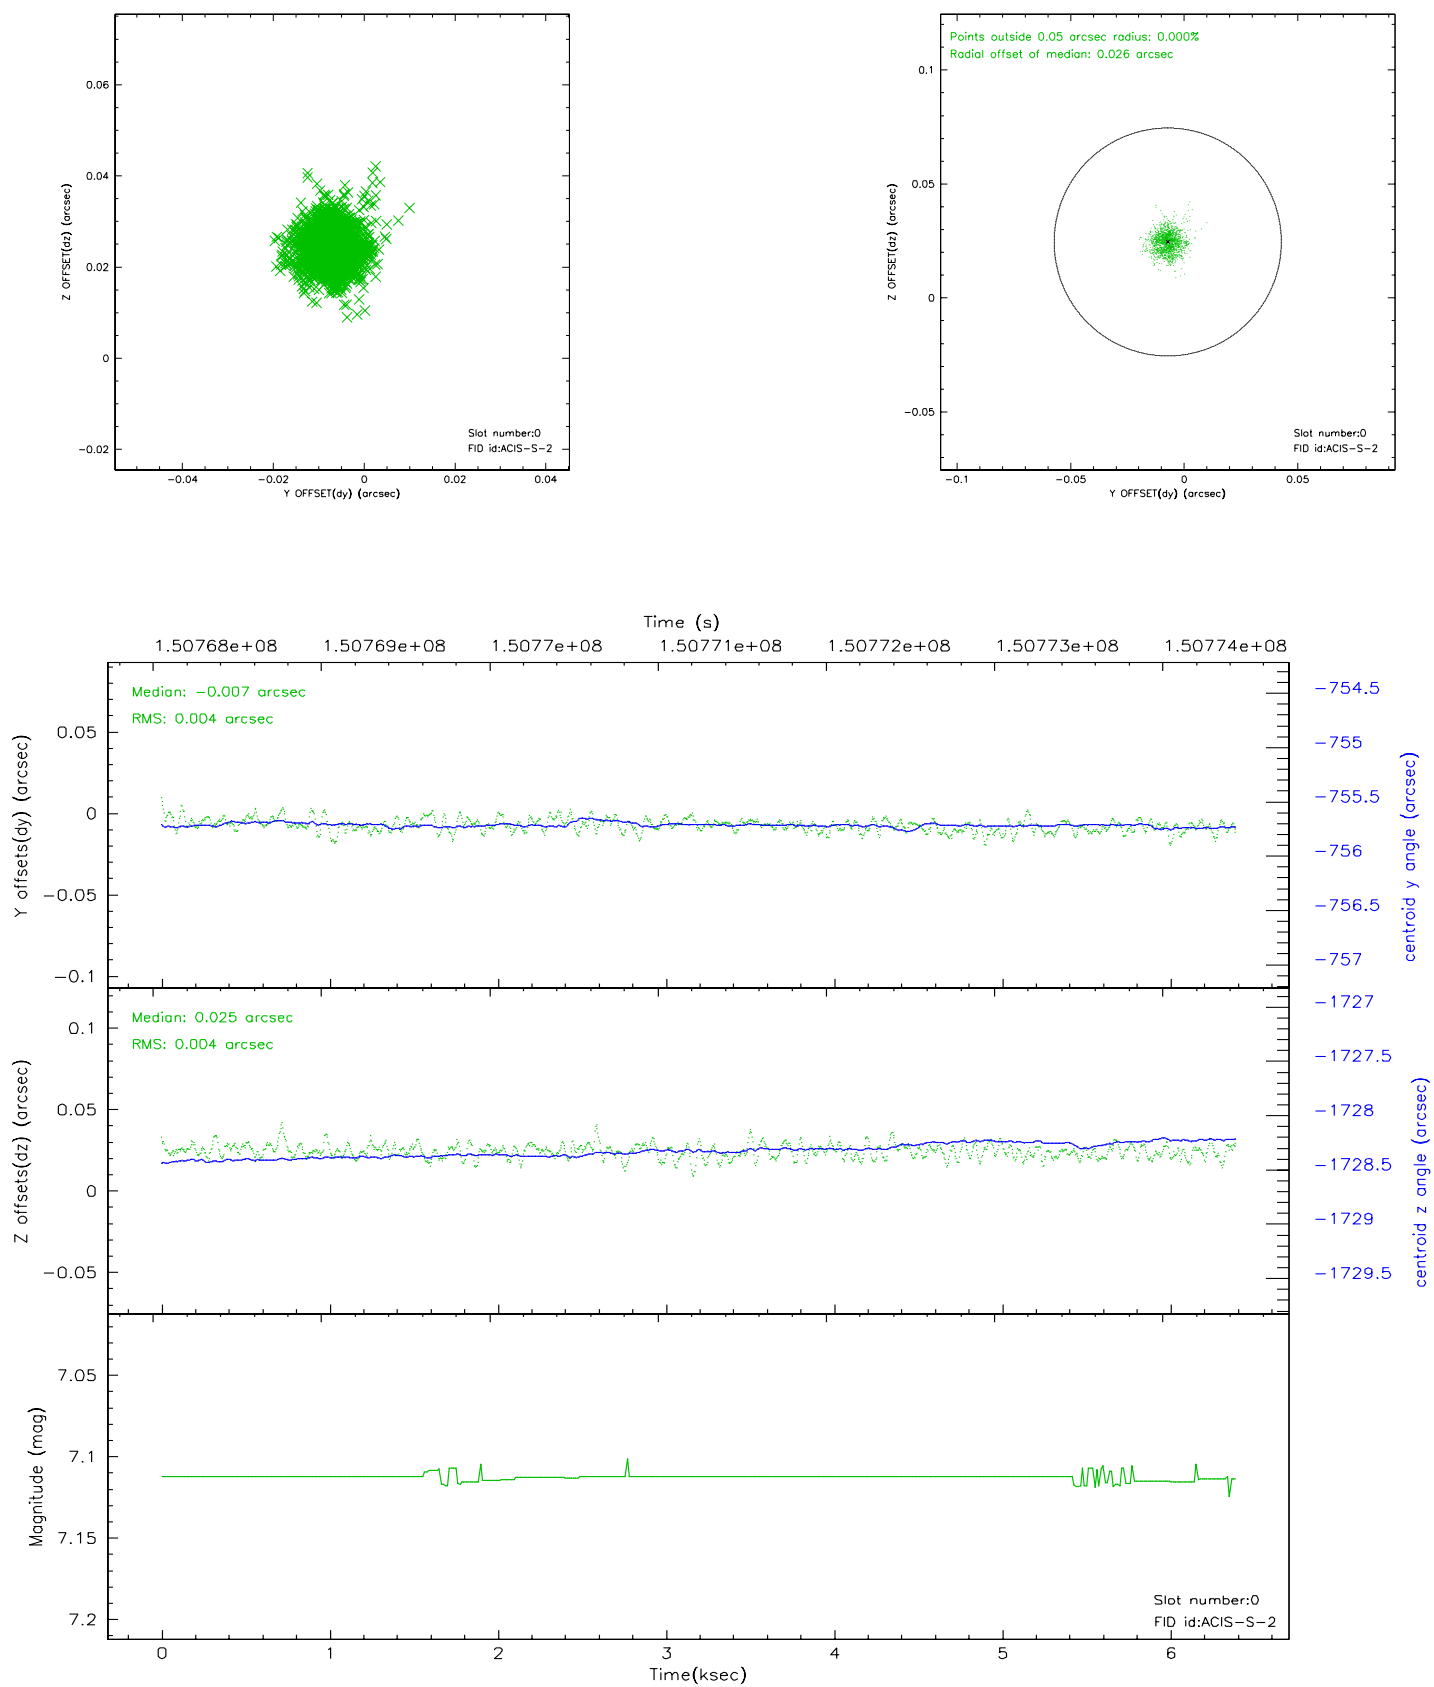 0.06
0.04
0.02
0
-0.02
Z OFFSET(dz) (arcsec)
Slot number:0
FID id:ACIS-S-2
-0.04
-0.02
0
0.02
0.04
Y OFFSET(dy) (arcsec)
Points outside 0.05 arcsec radius: 0.000%
Radial offset of median: 0.026 arcsec
0.1
0.05
0
-0.05
Z OFFSET(dz) (arcsec)
Slot number:0
FID id:ACIS-S-2
-0.1
-0.05
0
0.05
Y OFFSET(dy) (arcsec)
Time (s)
1.50768e+08
1.50769e+08
1.5077e+08
1.50771e+08
1.50772e+08
1.50773e+08
1.50774e+08
Median: -0.007 arcsec
RMS: 0.004 arcsec
0.05
0
-0.05
-0.1
Y offsets(dy) (arcsec)
-754.5
-755
-755.5
-756
-756.5
-757
centroid y angle (arcsec)
Median: 0.025 arcsec
RMS: 0.004 arcsec
0.1
0.05
0
-0.05
Z offsets(dz) (arcsec)
-1727
-1727.5
-1728
-1728.5
-1729
-1729.5
centroid z angle (arcsec)
7.05
7.1
7.15
7.2
Magnitude (mag)
Slot number:0
FID id:ACIS-S-2
0
1
2
3
4
5
6
Time(ksec)